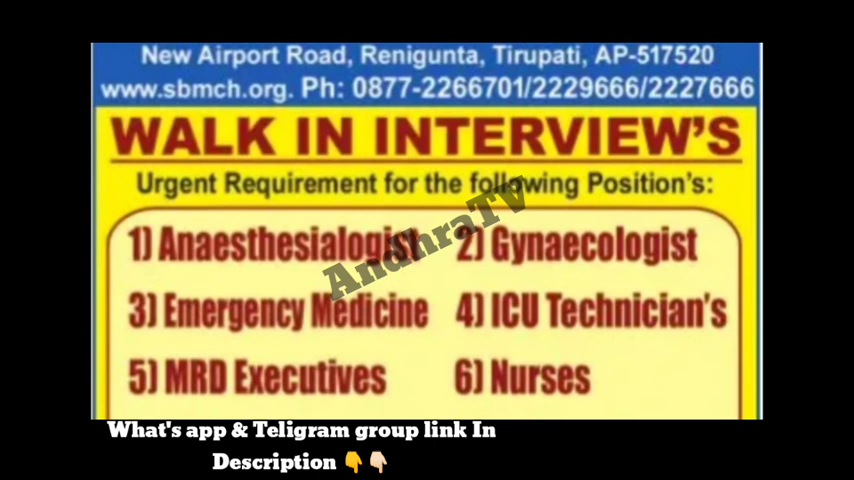 New Airport Road, Renigunta, Tirupati, AP-517520
www.sbmch.org. Ph: 0877-2266701/2229666/2227666
WALK IN INTERVIEW'S
Urgent Requirement for the following Position's:
1) Anaesthesialogist 2) Gynaecologist
3) Emergency Medicine 4) ICU Technician's
5) MRD Executives 6) Nurses
AndhraTV
What's app & Teligram group link In
Description 👇👇🏻